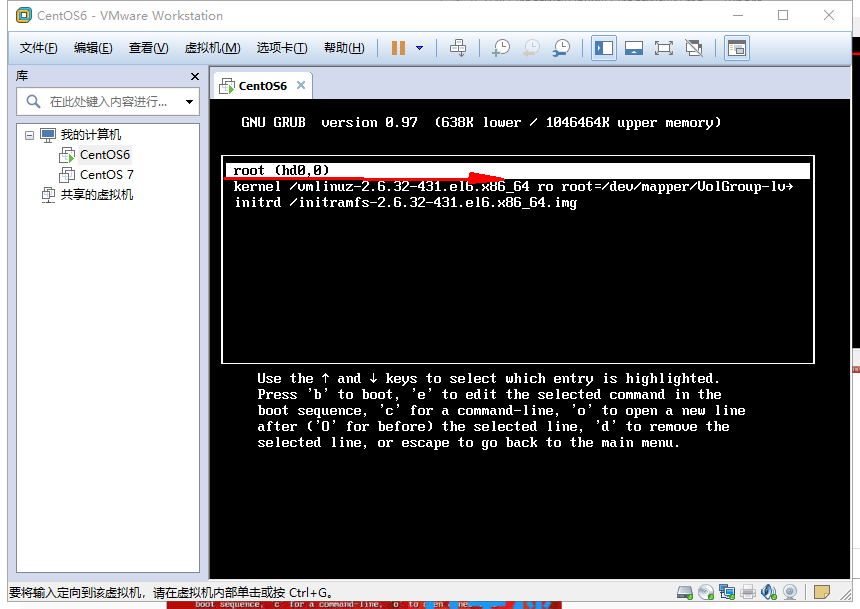 CentOS6 - VMware Workstation
文件(F) 编辑(E) 查看(V) 虚拟机(M) 选项卡(T) 帮助(H)
库
在此处键入内容进行...
我的计算机
CentOS6
CentOS 7
共享的虚拟机
CentOS6
GNU GRUB version 0.97 (638K lower / 1046464K upper memory)
root (hd0,0)
kernel /vmlinuz-2.6.32-431.el6.x86_64 ro root=/dev/mapper/VolGroup-lv→
initrd /initramfs-2.6.32-431.el6.x86_64.img
Use the ↑ and ↓ keys to select which entry is highlighted.
Press 'b' to boot, 'e' to edit the selected command in the
boot sequence, 'c' for a command-line, 'o' to open a new line
after ('O' for before) the selected line, 'd' to remove the
selected line, or escape to go back to the main menu.
要将输入定向到该虚拟机，请在虚拟机内部单击或按 Ctrl+G。
boot sequence, 'c' for a command-line, 'o' to open a